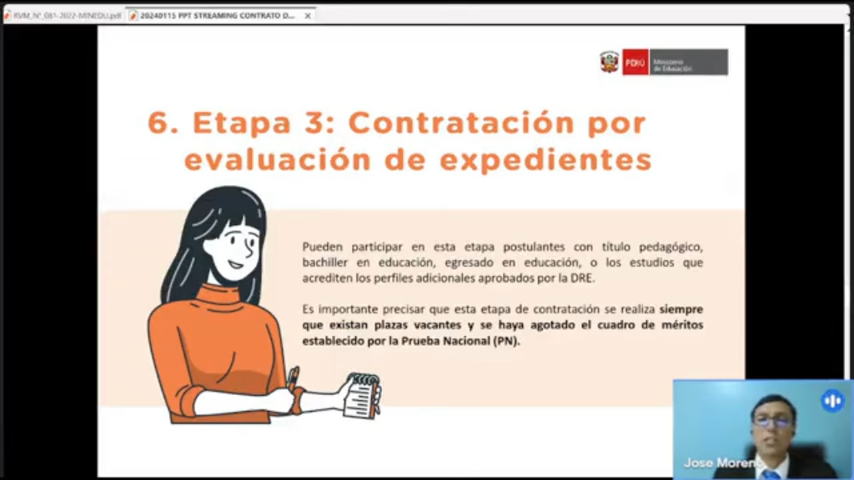 RVM_N°_081-2022-MINEDU.pdf
20240115 PPT STREAMING CONTRATO D...
PERÚ
Ministerio
de Educación
6. Etapa 3: Contratación por
evaluación de expedientes
Pueden participar en esta etapa postulantes con título pedagógico,
bachiller en educación, egresado en educación, o los estudios que
acrediten los perfiles adicionales aprobados por la DRE.
Es importante precisar que esta etapa de contratación se realiza siempre
que existan plazas vacantes y se haya agotado el cuadro de méritos
establecido por la Prueba Nacional (PN).
Jose Moreno